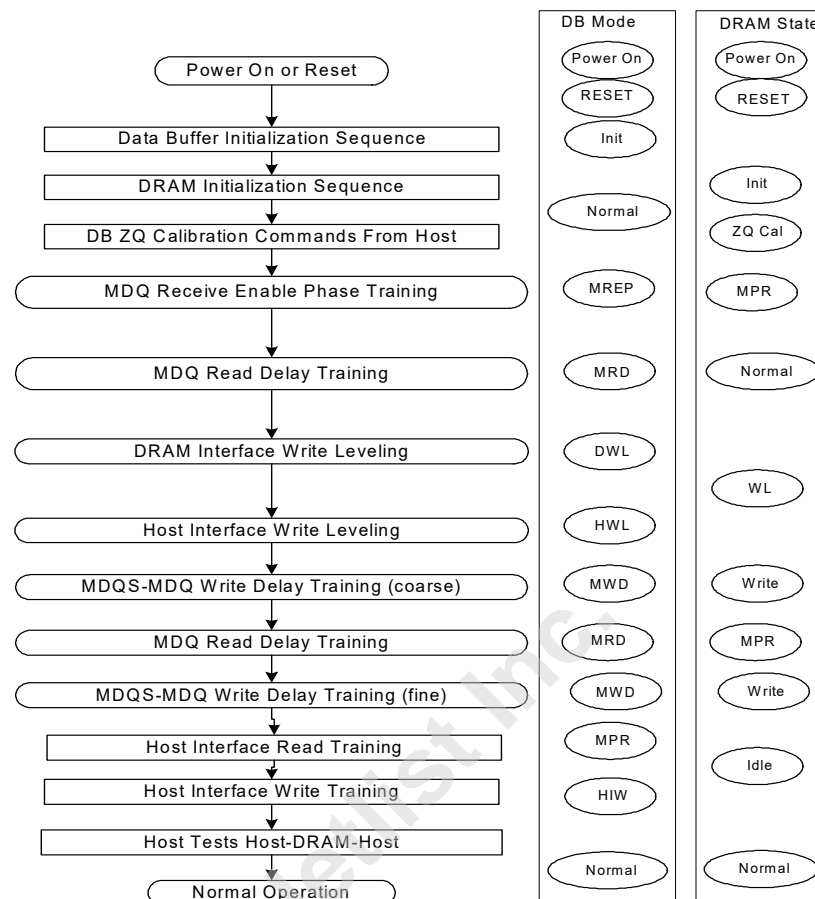 DB Mode
DRAM State
Power On or Reset
Power On
Power On
RESET
RESET
Data Buffer Initialization Sequence
Init
DRAM Initialization Sequence
Init
Normal
DB ZQ Calibration Commands From Host
ZQ Cal
MDQ Receive Enable Phase Training
MREP
MPR
MDQ Read Delay Training
MRD
Normal
DRAM Interface Write Leveling
DWL
WL
Host Interface Write Leveling
HWL
MDQS-MDQ Write Delay Training (coarse)
MWD
Write
MDQ Read Delay Training
MRD
MPR
MDQS-MDQ Write Delay Training (fine)
MWD
Write
Host Interface Read Training
MPR
Idle
Host Interface Write Training
HIW
Host Tests Host-DRAM-Host
Normal
Normal
Normal Operation
etlist Inc.